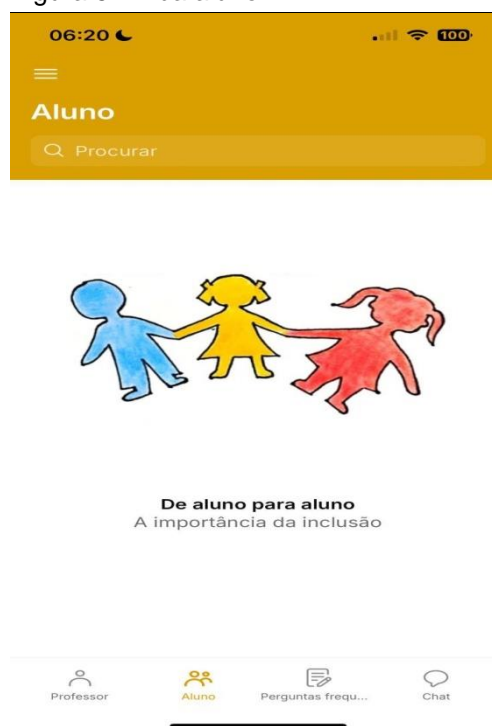 06:20
100
Aluno
Procurar
De aluno para aluno
A importância da inclusão
Professor
Aluno
Perguntas frequ...
Chat